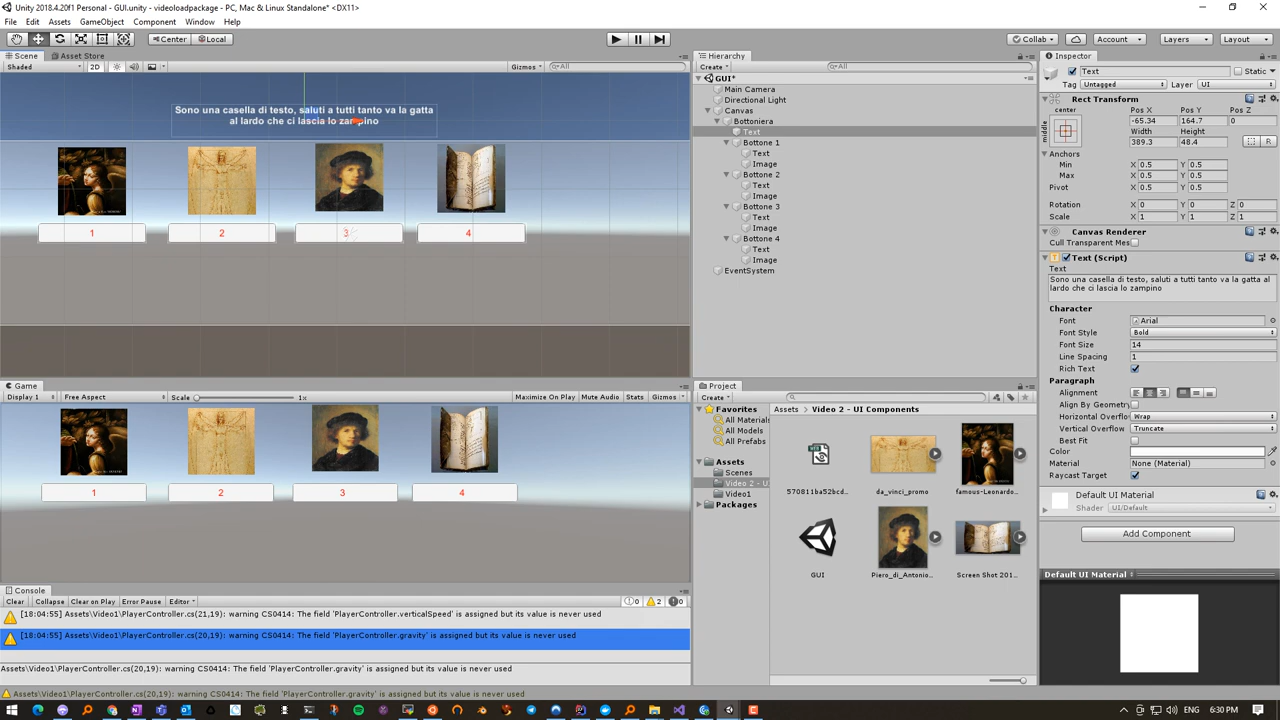 Unity 2018.4.20f1 Personal - GUI.unity - videoloadpackage - PC, Mac & Linux Standalone* <DX11>
File Edit Assets GameObject Component Window Help
Center Local Collab Account Layers Layout
Scene Asset Store
Shaded 2D Gizmos All
Sono una casella di testo, saluti a tutti tanto va la gatta
al lardo che ci lascia lo zampino
1 2 3 4
Game
Display 1 Free Aspect Scale 1x Maximize On Play Mute Audio Stats Gizmos
1 2 3 4
Console
Clear Collapse Clear on Play Error Pause Editor 0 2 0
[18:04:55] Assets\Video1\PlayerController.cs(21,19): warning CS0414: The field 'PlayerController.verticalSpeed' is assigned but its value is never used
[18:04:55] Assets\Video1\PlayerController.cs(20,19): warning CS0414: The field 'PlayerController.gravity' is assigned but its value is never used
Assets\Video1\PlayerController.cs(20,19): warning CS0414: The field 'PlayerController.gravity' is assigned but its value is never used
Assets\Video1\PlayerController.cs(20,19): warning CS0414: The field 'PlayerController.gravity' is assigned but its value is never used
Hierarchy
Create All
GUI*
Main Camera
Directional Light
Canvas
Bottoniera
Text
Bottone 1
Text
Image
Bottone 2
Text
Image
Bottone 3
Text
Image
Bottone 4
Text
Image
EventSystem
Project
Create
Favorites
All Materials
All Models
All Prefabs
Assets
Scenes
Video 2 - U
Video1
Packages
Assets Video 2 - UI Components
570811ba52bcd... da_vinci_promo famous-Leonardo...
GUI Piero_di_Antonio... Screen Shot 201...
Inspector
Text Static
Tag Untagged Layer UI
Rect Transform
center Pos X Pos Y Pos Z
middle -65.34 164.7 0
Width Height
389.3 48.4
R
Anchors
Min X 0.5 Y 0.5
Max X 0.5 Y 0.5
Pivot X 0.5 Y 0.5
Rotation X 0 Y 0 Z 0
Scale X 1 Y 1 Z 1
Canvas Renderer
Cull Transparent Mes
Text (Script)
Text
Sono una casella di testo, saluti a tutti tanto va la gatta al
lardo che ci lascia lo zampino
Character
Font Arial
Font Style Bold
Font Size 14
Line Spacing 1
Rich Text
Paragraph
Alignment
Align By Geometry
Horizontal Overflo Wrap
Vertical Overflow Truncate
Best Fit
Color
Material None (Material)
Raycast Target
Default UI Material
Shader UI/Default
Add Component
Default UI Material
6:30 PM